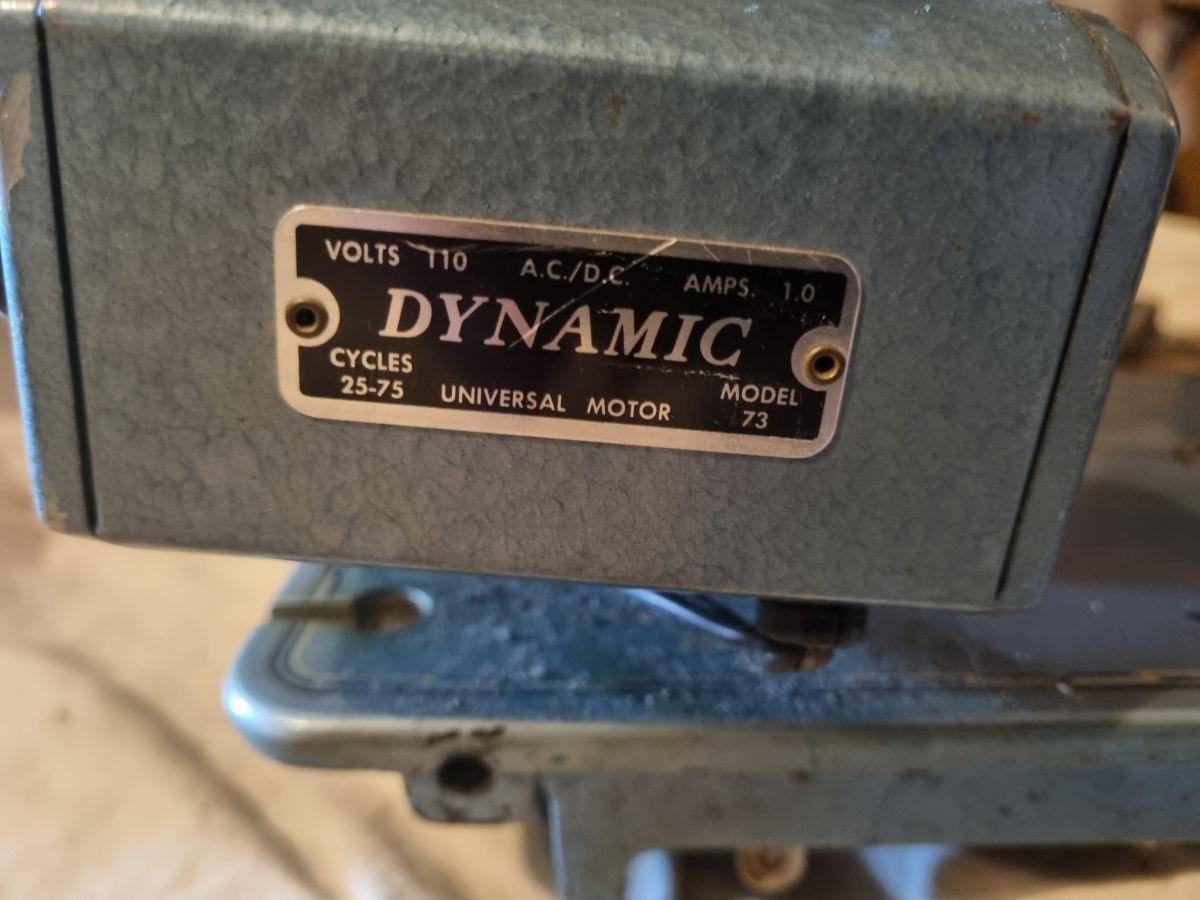 VOLTS 110 A.C./D.C. AMPS. 1.0
DYNAMIC
CYCLES
25-75 UNIVERSAL MOTOR MODEL
73